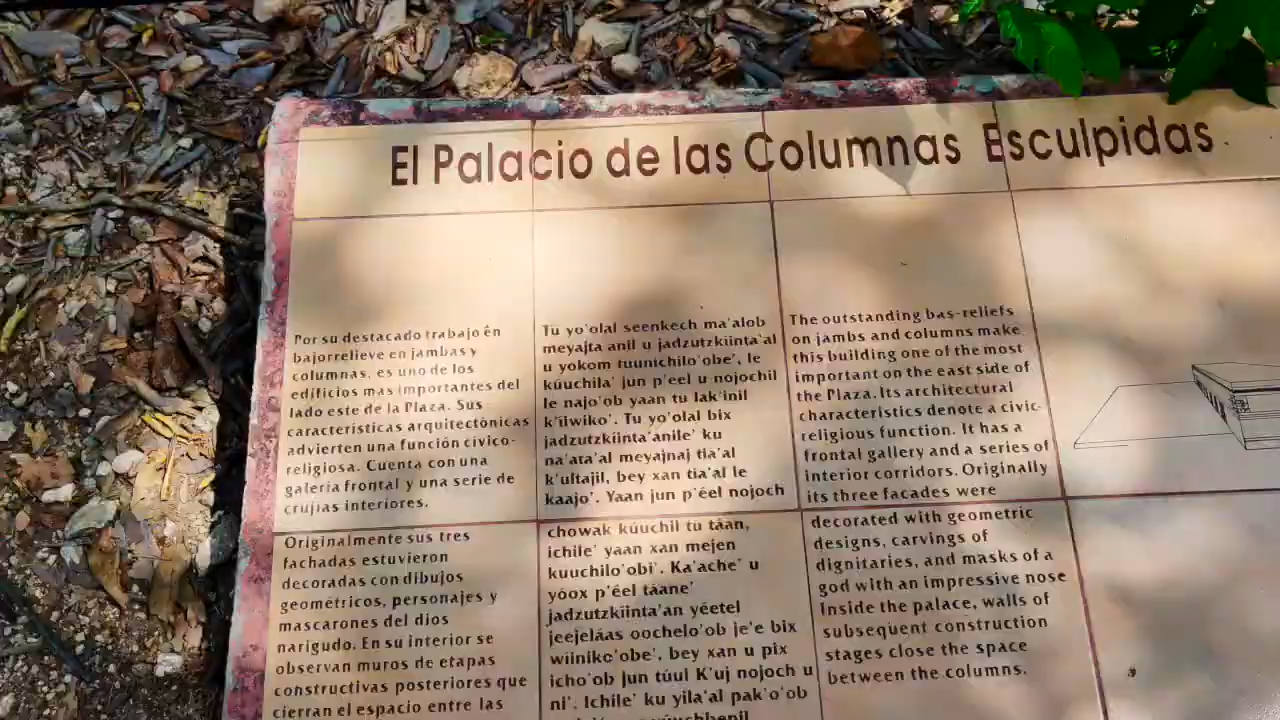 El Palacio de las Columnas Esculpidas
Por su destacado trabajo en
bajorrelieve en jambas y
columnas, es uno de los
edificios mas importantes del
lado este de la Plaza. Sus
características arquitectónicas
advierten una función cívico-
religiosa. Cuenta con una
galería frontal y una serie de
crujías interiores.
Originalmente sus tres
fachadas estuvieron
decoradas con dibujos
geométricos, personajes y
mascarones del dios
narigudo. En su interior se
observan muros de etapas
constructivas posteriores que
cierran el espacio entre las
Tu yo'olal seenkech ma'alob
meyajta anil u jadzutzkiinta'al
u yokom tuunichilo'obe', le
kúuchila' jun p'eel u nojochil
le najo'ob yaan tu lak'inil
k'iiwiko'. Tu yo'olal bix
jadzutzkiinta'anile' ku
na'ata'al meyajnaj tia'al
k'ultajil, bey xan tia'al le
kaajo'. Yaan jun p'éel nojoch
chowak kúuchil tu táan,
ichile' yaan xan mejen
kuuchilo'obi'. Ka'ache' u
yóox p'éel táane'
jadzutzkiinta'an yéetel
jeejeláas oochelo'ob je'e bix
wíiniko'obe', bey xan u pix
icho'ob jun túul K'uj nojoch u
ni'. Ichile' ku yila'al pak'o'ob
The outstanding bas-reliefs
on jambs and columns make
this building one of the most
important on the east side of
the Plaza. Its architectural
characteristics denote a civic-
religious function. It has a
frontal gallery and a series of
interior corridors. Originally
its three facades were
decorated with geometric
designs, carvings of
dignitaries, and masks of a
god with an impressive nose
Inside the palace, walls of
subsequent construction
stages close the space
between the columns.